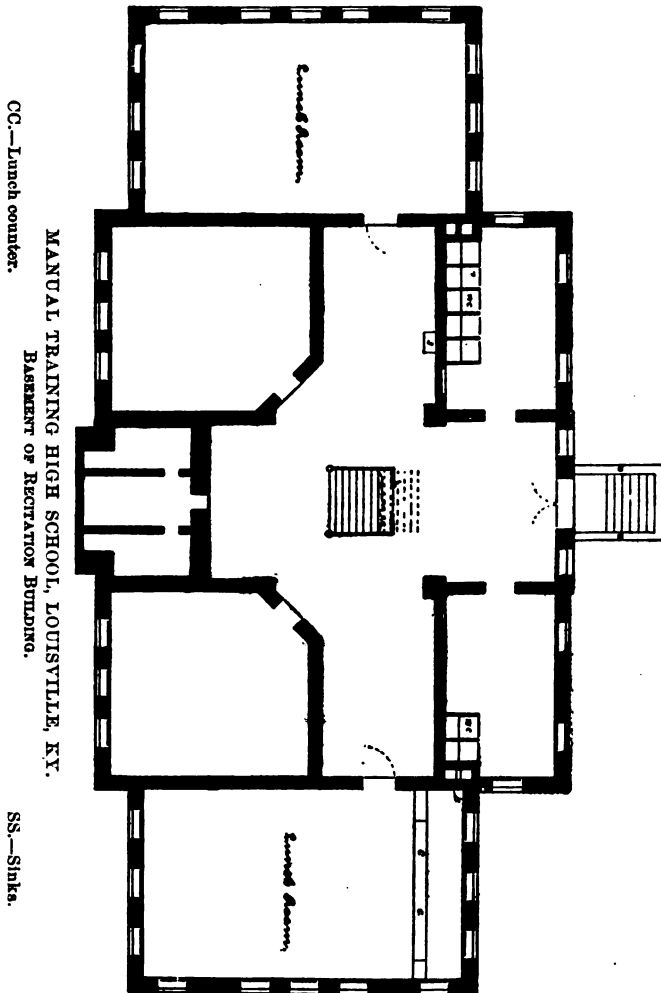 Lunch Room,
Lunch Room,
MANUAL TRAINING HIGH SCHOOL, LOUISVILLE, KY.
BASEMENT OF RECITATION BUILDING.
CC.—Lunch counter.
SS.—Sinks.